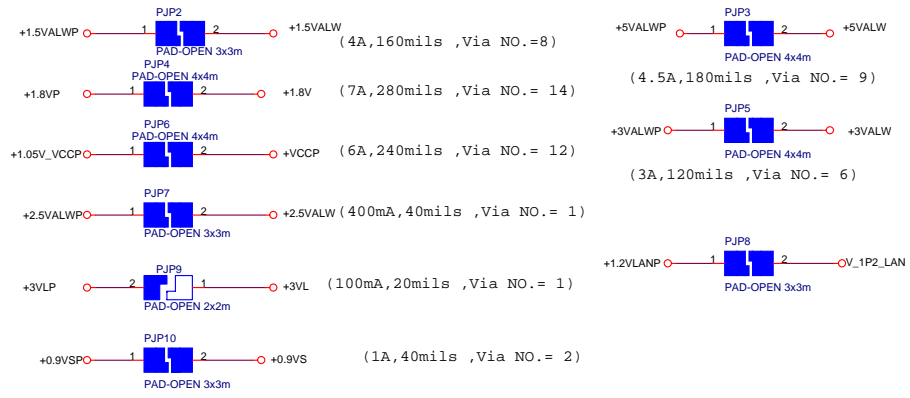 PJP2
+1.5VALWP 1 2 +1.5VALW (4A,160mils ,Via NO.=8)
PAD-OPEN 3x3m
PJP4
PAD-OPEN 4x4m
+1.8VP 1 2 +1.8V (7A,280mils ,Via NO.= 14)
PJP6
PAD-OPEN 4x4m
+1.05V_VCCP 1 2 +VCCP (6A,240mils ,Via NO.= 12)
PJP7
+2.5VALWP 1 2 +2.5VALW (400mA,40mils ,Via NO.= 1)
PAD-OPEN 3x3m
PJP9
+3VLP 2 1 +3VL (100mA,20mils ,Via NO.= 1)
PAD-OPEN 2x2m
PJP10
+0.9VSP 1 2 +0.9VS (1A,40mils ,Via NO.= 2)
PAD-OPEN 3x3m
PJP3
+5VALWP 1 2 +5VALW
PAD-OPEN 4x4m
(4.5A,180mils ,Via NO.= 9)
PJP5
+3VALWP 1 2 +3VALW
PAD-OPEN 4x4m
(3A,120mils ,Via NO.= 6)
PJP8
+1.2VLANP 1 2 V_1P2_LAN
PAD-OPEN 3x3m